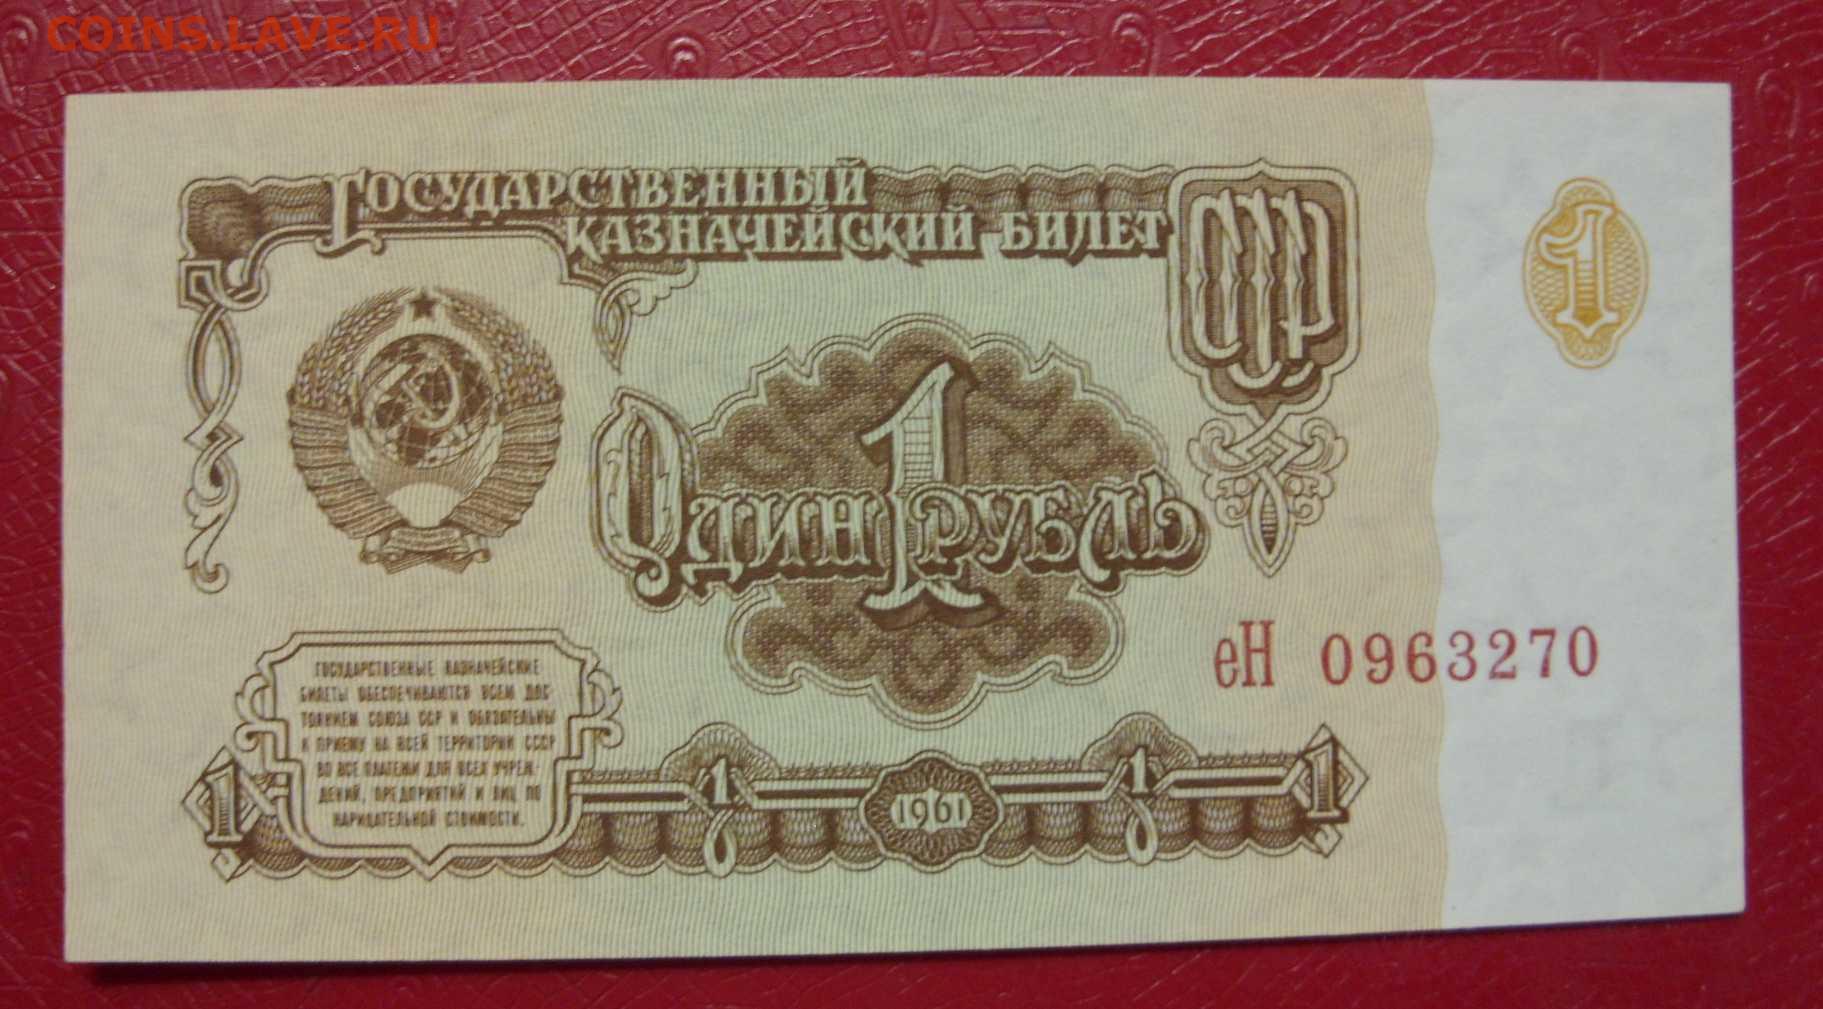 COINS.LAVE.RU
ГОСУДАРСТВЕННЫЙ
КАЗНАЧЕЙСКИЙ БИЛЕТ
СССР
1
1
ОДИН РУБЛЬ
еН 0963270
ГОСУДАРСТВЕННЫЕ КАЗНАЧЕЙСКИЕ
БИЛЕТЫ ОБЕСПЕЧИВАЮТСЯ ВСЕМ ДОС-
ТОЯНИЕМ СОЮЗА ССР И ОБЯЗАТЕЛЬНЫ
К ПРИЕМУ НА ВСЕЙ ТЕРРИТОРИИ СССР
ВО ВСЕ ПЛАТЕЖИ ДЛЯ ВСЕХ УЧРЕЖ-
ДЕНИЙ, ПРЕДПРИЯТИЙ И ЛИЦ ПО
НАРИЦАТЕЛЬНОЙ СТОИМОСТИ.
1 1 1961 1 1